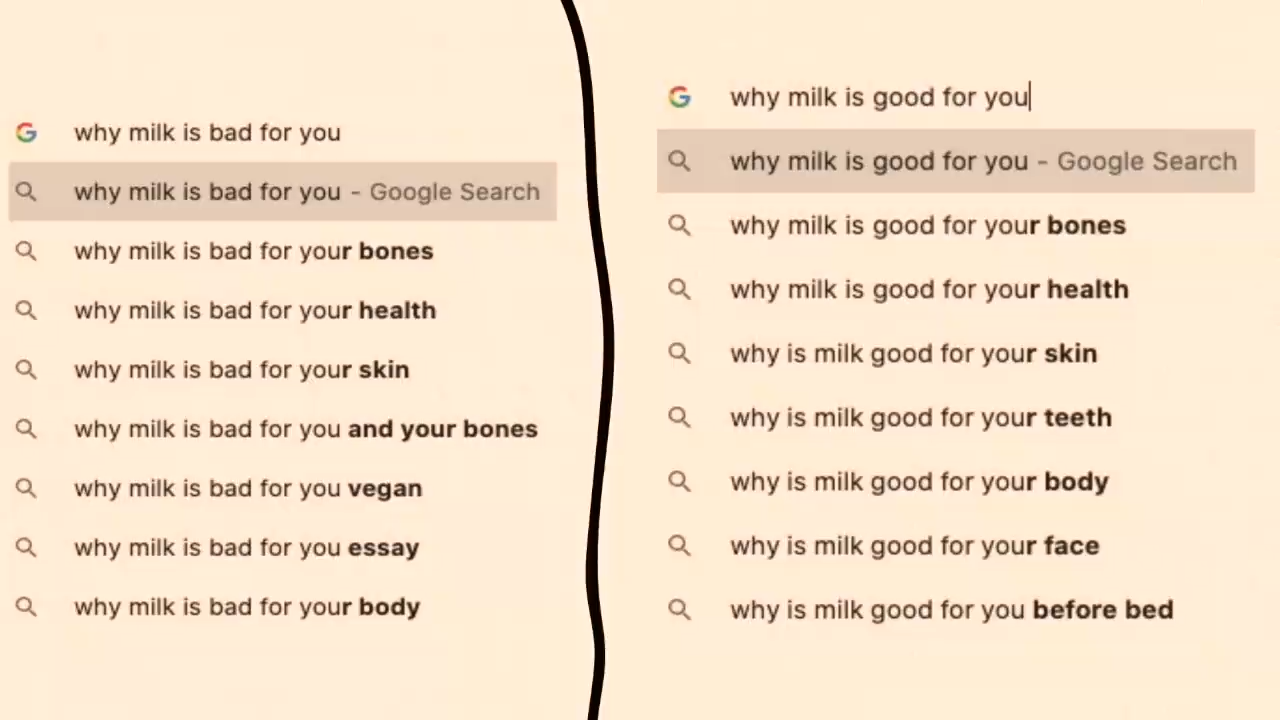 why milk is bad for you
why milk is bad for you - Google Search
why milk is bad for your bones
why milk is bad for your health
why milk is bad for your skin
why milk is bad for you and your bones
why milk is bad for you vegan
why milk is bad for you essay
why milk is bad for your body
why milk is good for you
why milk is good for you - Google Search
why milk is good for your bones
why milk is good for your health
why is milk good for your skin
why is milk good for your teeth
why is milk good for your body
why is milk good for your face
why is milk good for you before bed